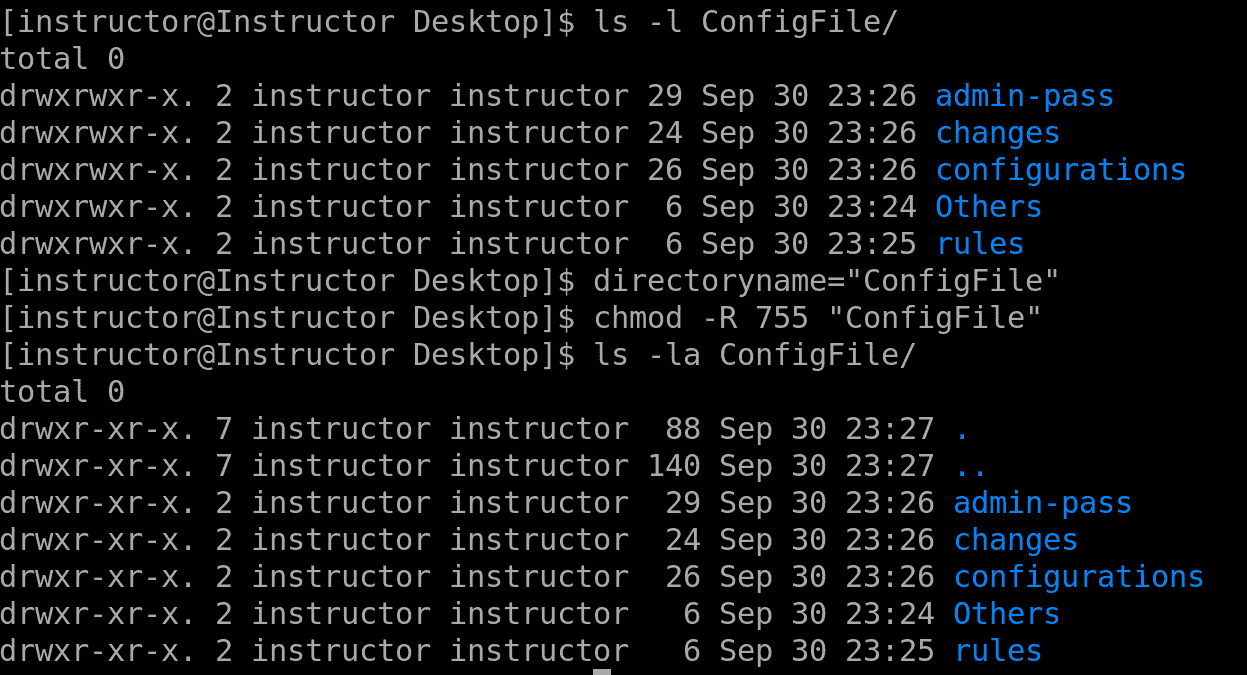 [instructor@Instructor Desktop]$ ls -l ConfigFile/
total 0
drwxrwxr-x. 2 instructor instructor 29 Sep 30 23:26 admin-pass
drwxrwxr-x. 2 instructor instructor 24 Sep 30 23:26 changes
drwxrwxr-x. 2 instructor instructor 26 Sep 30 23:26 configurations
drwxrwxr-x. 2 instructor instructor  6 Sep 30 23:24 Others
drwxrwxr-x. 2 instructor instructor  6 Sep 30 23:25 rules
[instructor@Instructor Desktop]$ directoryname="ConfigFile"
[instructor@Instructor Desktop]$ chmod -R 755 "ConfigFile"
[instructor@Instructor Desktop]$ ls -la ConfigFile/
total 0
drwxr-xr-x. 7 instructor instructor  88 Sep 30 23:27 .
drwxr-xr-x. 7 instructor instructor 140 Sep 30 23:27 ..
drwxr-xr-x. 2 instructor instructor  29 Sep 30 23:26 admin-pass
drwxr-xr-x. 2 instructor instructor  24 Sep 30 23:26 changes
drwxr-xr-x. 2 instructor instructor  26 Sep 30 23:26 configurations
drwxr-xr-x. 2 instructor instructor   6 Sep 30 23:24 Others
drwxr-xr-x. 2 instructor instructor   6 Sep 30 23:25 rules